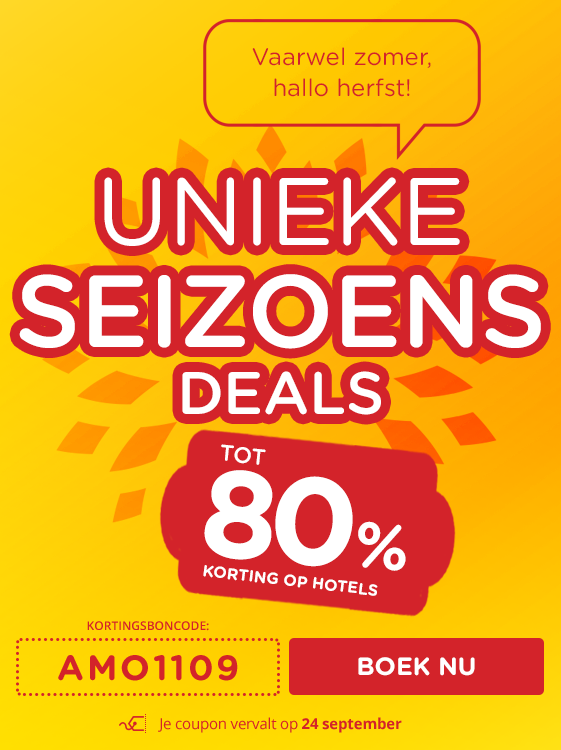 Vaarwel zomer,
hallo herfst!
UNIEKE
SEIZOENS
DEALS
TOT
80%
KORTING OP HOTELS
KORTINGSBONCODE:
AMO1109
BOEK NU
Je coupon vervalt op 24 september